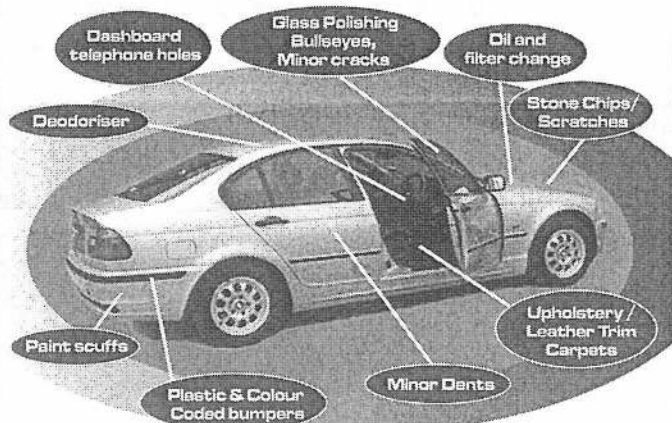 Dashboard
telephone holes
Glass Polishing
Bullseyes,
Minor cracks
Oil and
filter change
Stone Chips/
Scratches
Deodoriser
Upholstery /
Leather Trim
Carpets
Minor Dents
Plastic & Colour
Coded bumpers
Paint scuffs